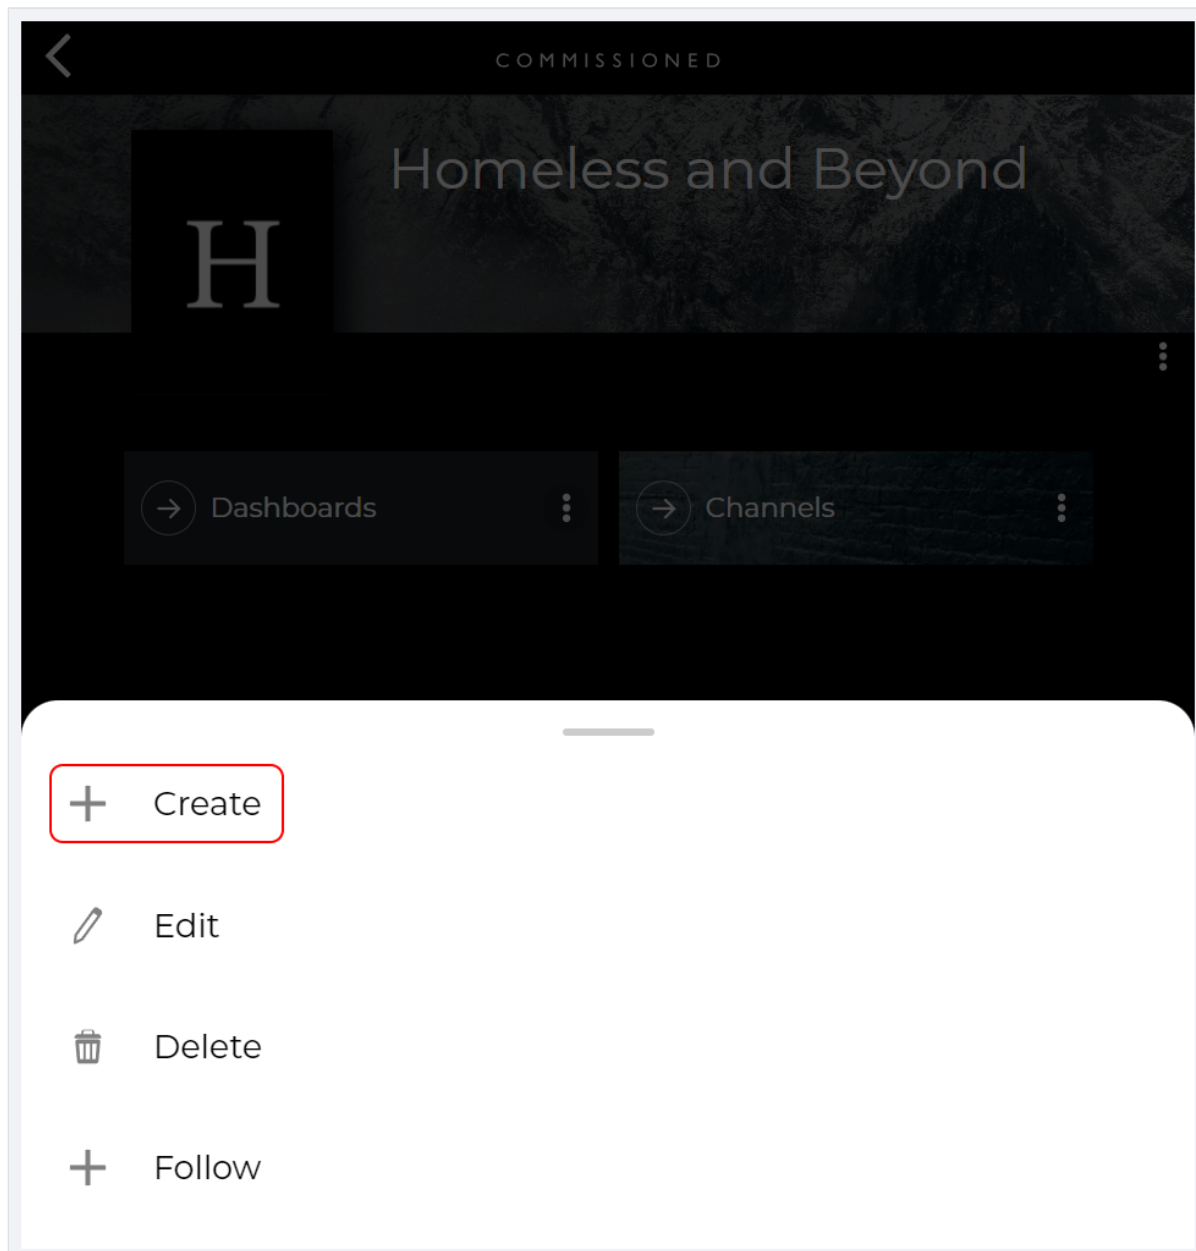 COMMISSIONED
Homeless and Beyond
H
Dashboards
Channels
Create
Edit
Delete
Follow